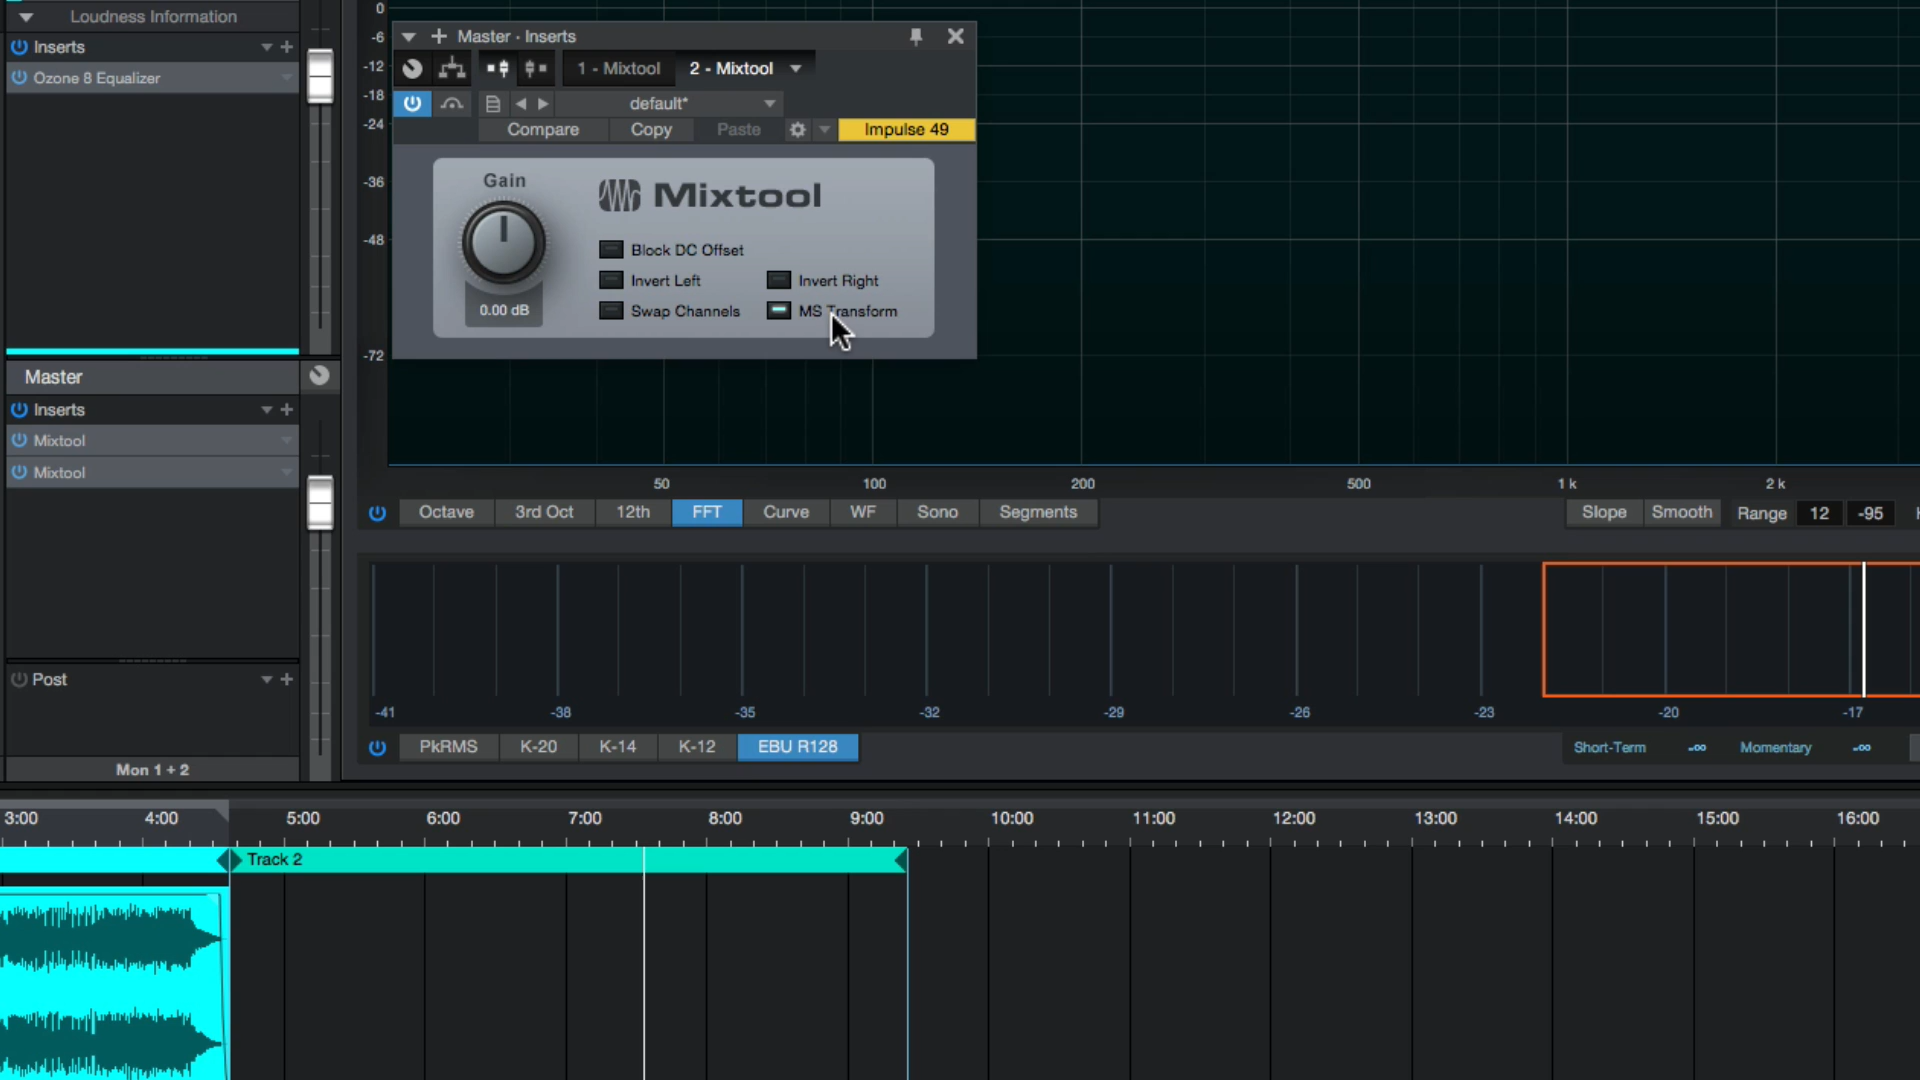 Loudness Information
Inserts
Ozone 8 Equalizer
Master
Inserts
Mixtool
Mixtool
Post
Mon 1 + 2
0
-6
-12
-18
-24
-36
-48
-72
Master · Inserts
1 - Mixtool 2 - Mixtool
default*
Compare Copy Paste Impulse 49
Gain
Mixtool
Block DC Offset
Invert Left Invert Right
0.00 dB Swap Channels MS Transform
50 100 200 500 1 k 2 k
Octave 3rd Oct 12th FFT Curve WF Sono Segments Slope Smooth Range 12 -95
-41 -38 -35 -32 -29 -26 -23 -20 -17
PkRMS K-20 K-14 K-12 EBU R128 Short-Term -∞ Momentary -∞
3:00 4:00 5:00 6:00 7:00 8:00 9:00 10:00 11:00 12:00 13:00 14:00 15:00 16:00
Track 2